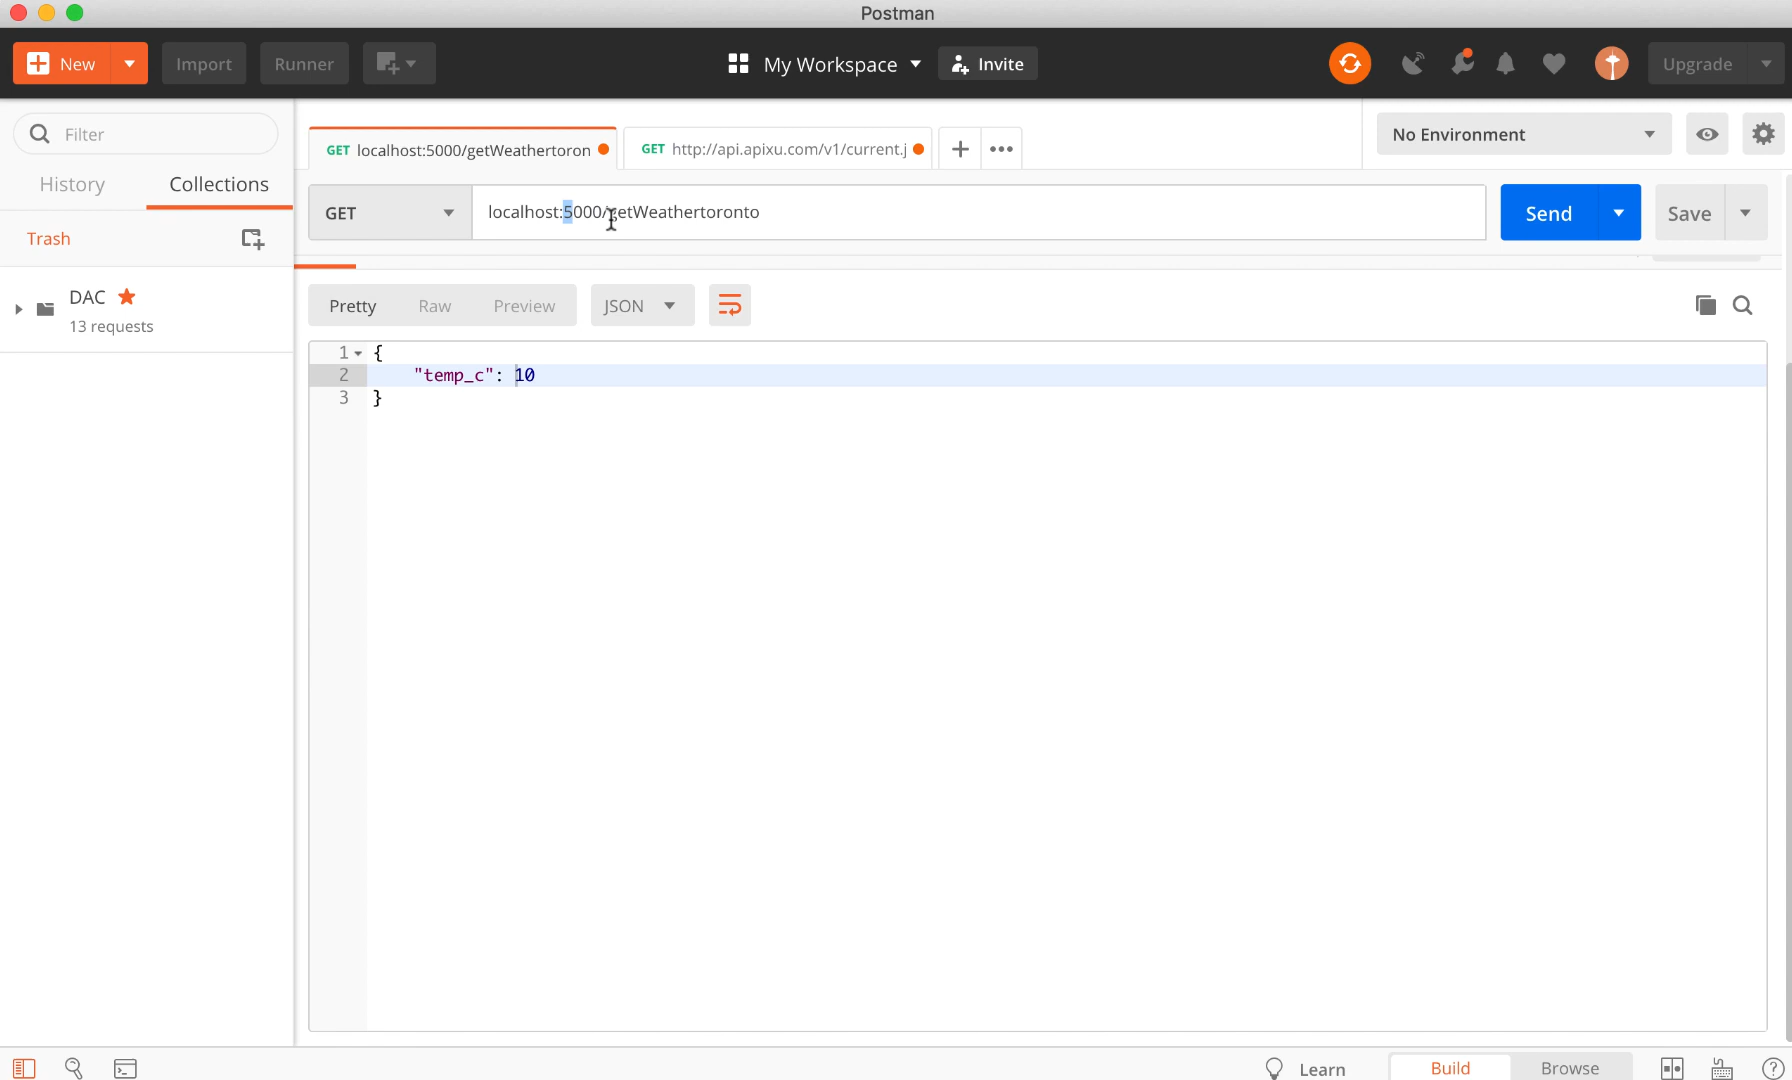 Postman
New
Import
Runner
My Workspace
Invite
Upgrade
Filter
History
Collections
Trash
DAC
13 requests
GET localhost:5000/getWeathertoron
GET http://api.apixu.com/v1/current.j
No Environment
GET
localhost:5000/getWeathertoronto
Send
Save
Pretty
Raw
Preview
JSON
1 {
2 "temp_c": 10
3 }
Learn
Build
Browse